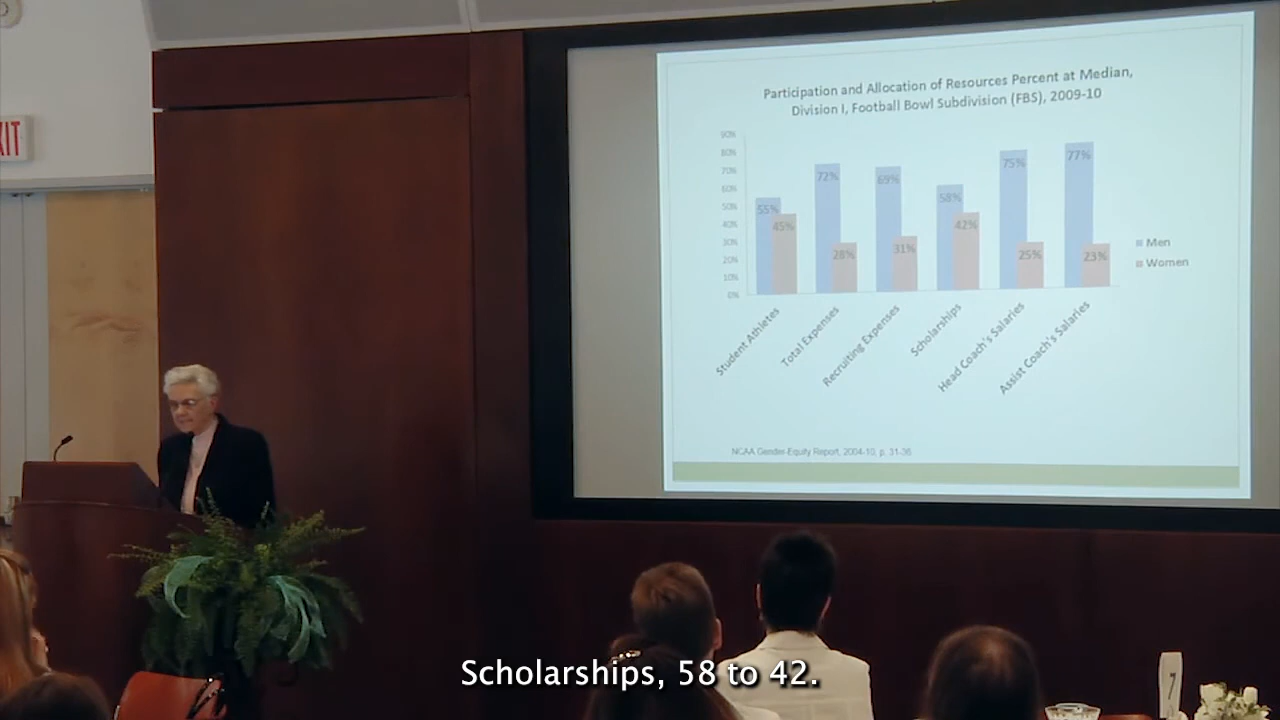 XIT
Participation and Allocation of Resources Percent at Median,
Division I, Football Bowl Subdivision (FBS), 2009-10
90%
80%
70%
60%
50%
40%
30%
20%
10%
0%
55%
45%
72%
28%
69%
31%
58%
42%
75%
25%
77%
23%
Men
Women
Student Athletes
Total Expenses
Recruiting Expenses
Scholarships
Head Coach's Salaries
Assist Coach's Salaries
NCAA Gender-Equity Report, 2004-10, p. 31-36
7
Scholarships, 58 to 42.